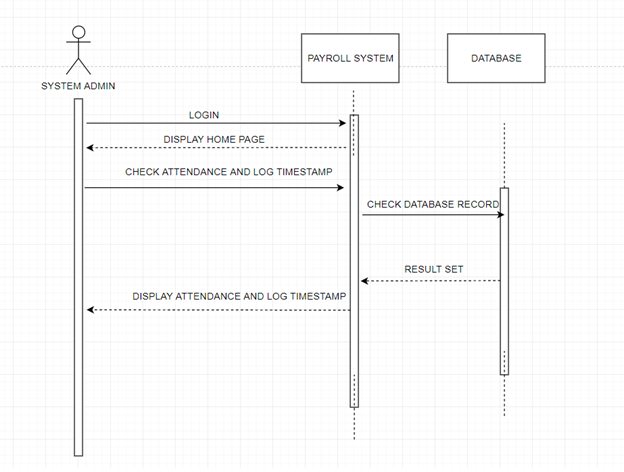 PAYROLL SYSTEM
DATABASE
SYSTEM ADMIN
LOGIN
DISPLAY HOME PAGE
CHECK ATTENDANCE AND LOG TIMESTAMP
CHECK DATABASE RECORD
RESULT SET
DISPLAY ATTENDANCE AND LOG TIMESTAMP